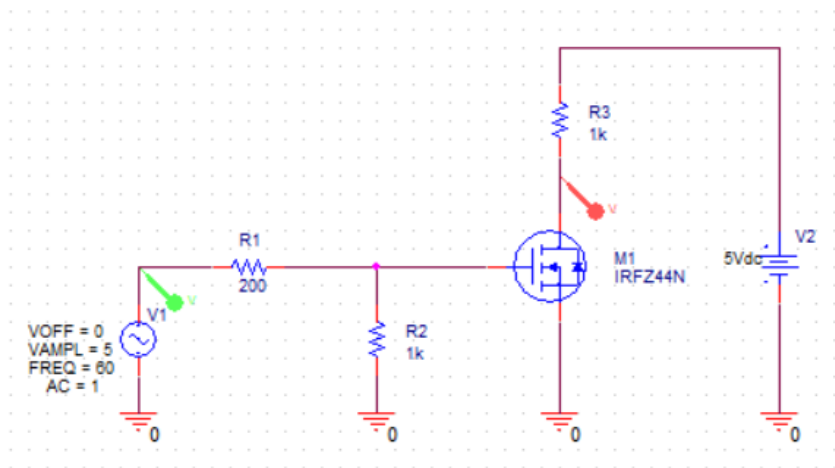 R3
1k
V
R1
200
V
V1
VOFF = 0
VAMPL = 5
FREQ = 60
AC = 1
R2
1k
M1
IRFZ44N
V2
5Vdc
0
0
0
0